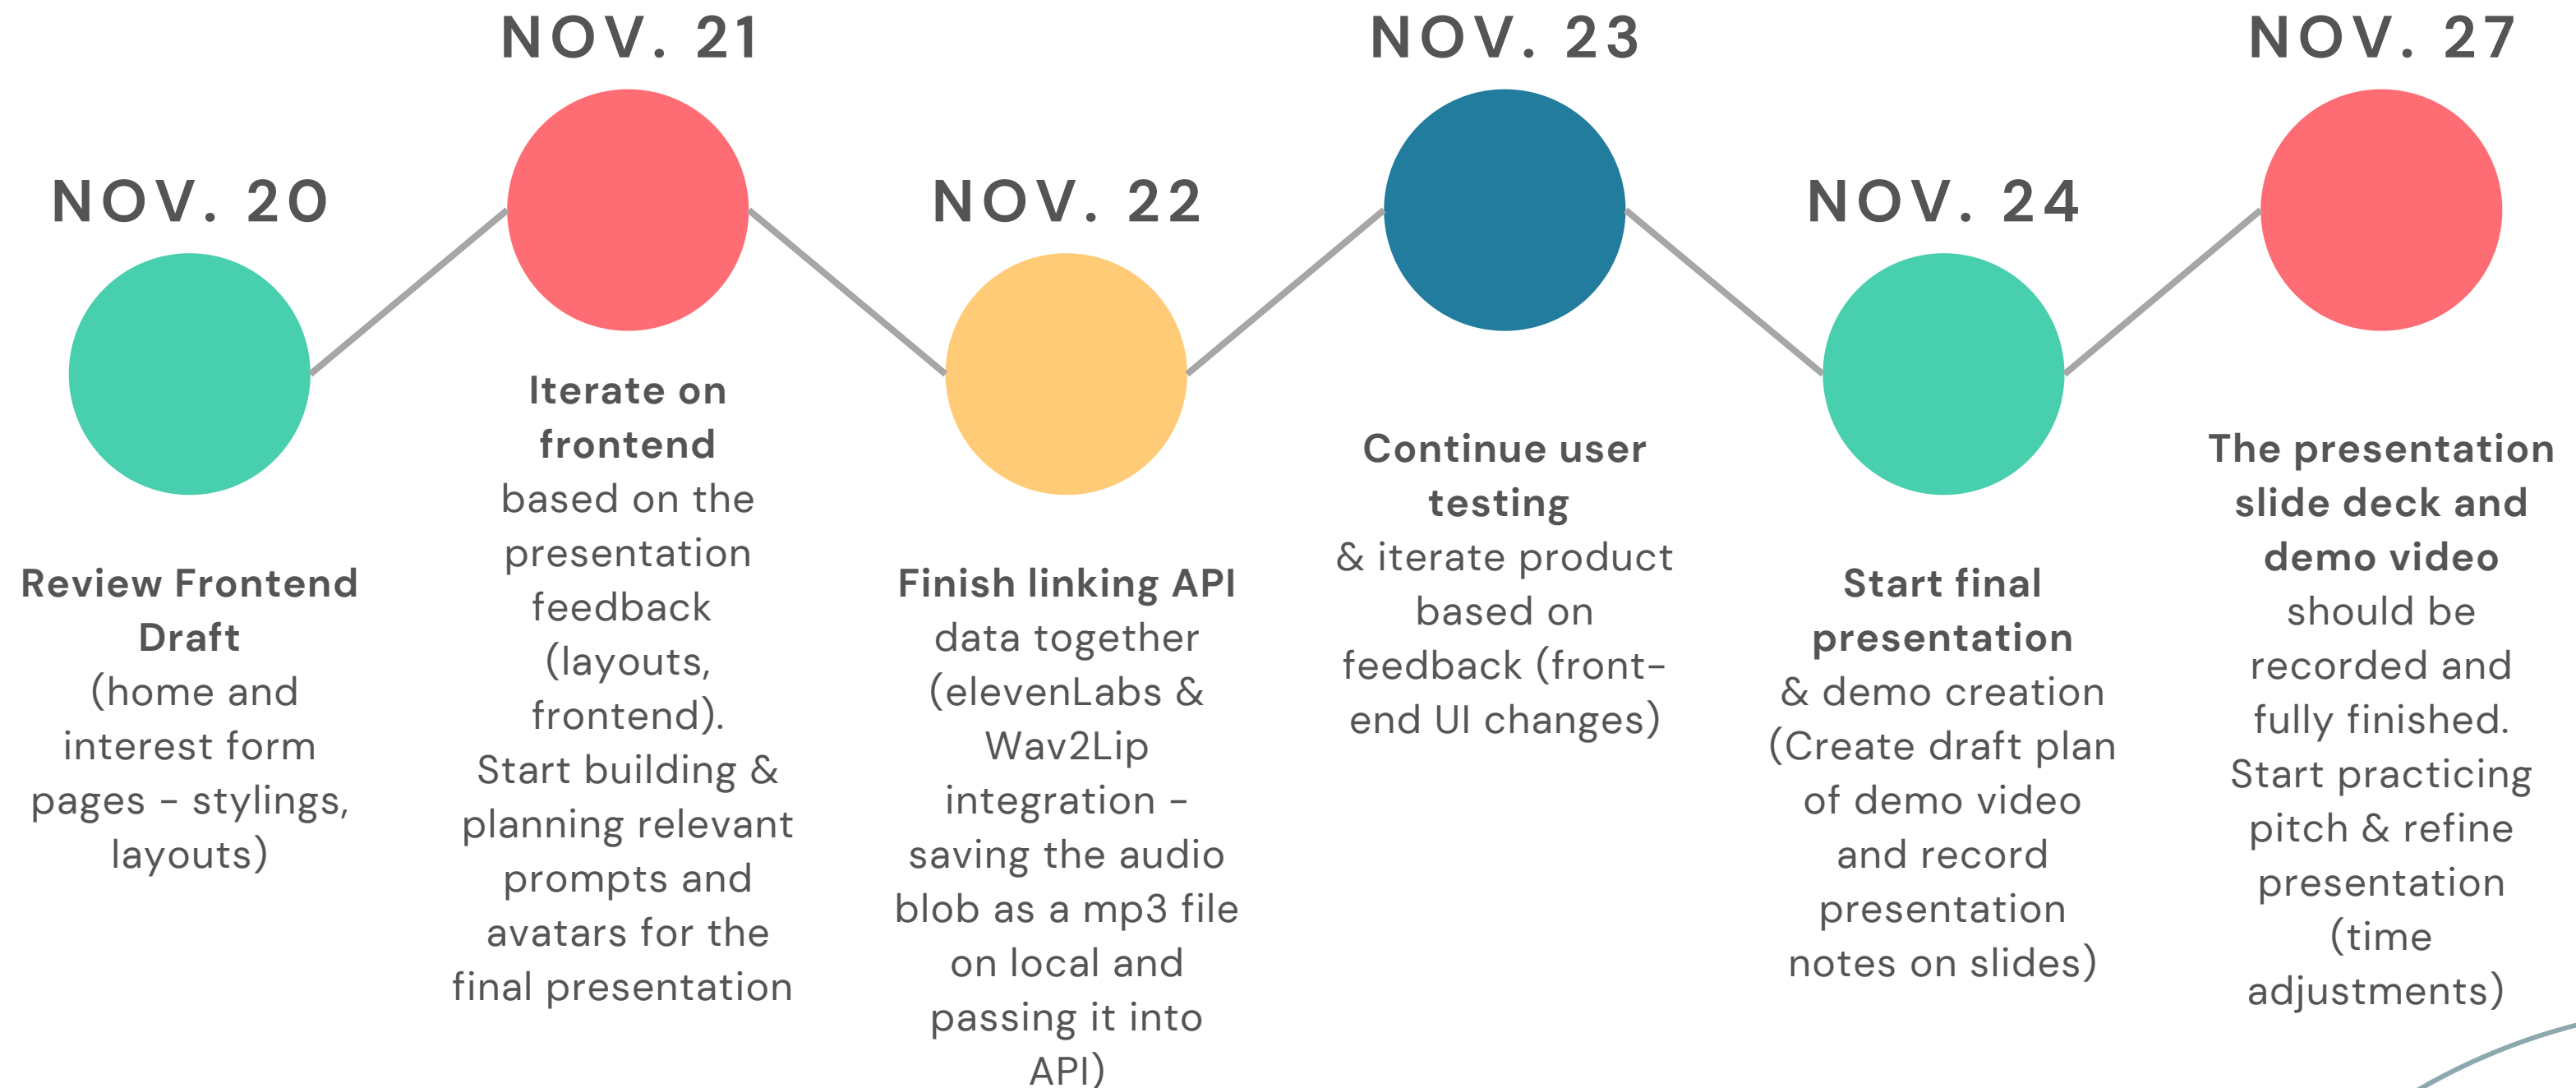 NOV. 20
Review Frontend
Draft
(home and
interest form
pages - stylings,
layouts)
NOV. 21
Iterate on
frontend
based on the
presentation
feedback
(layouts,
frontend).
Start building &
planning relevant
prompts and
avatars for the
final presentation
NOV. 22
Finish linking API
data together
(elevenLabs &
Wav2Lip
integration -
saving the audio
blob as a mp3 file
on local and
passing it into
API)
NOV. 23
Continue user
testing
& iterate product
based on
feedback (front-
end UI changes)
NOV. 24
Start final
presentation
& demo creation
(Create draft plan
of demo video
and record
presentation
notes on slides)
NOV. 27
The presentation
slide deck and
demo video
should be
recorded and
fully finished.
Start practicing
pitch & refine
presentation
(time
adjustments)